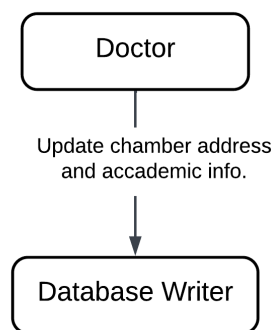 Doctor
Update chamber address
and accademic info.
Database Writer